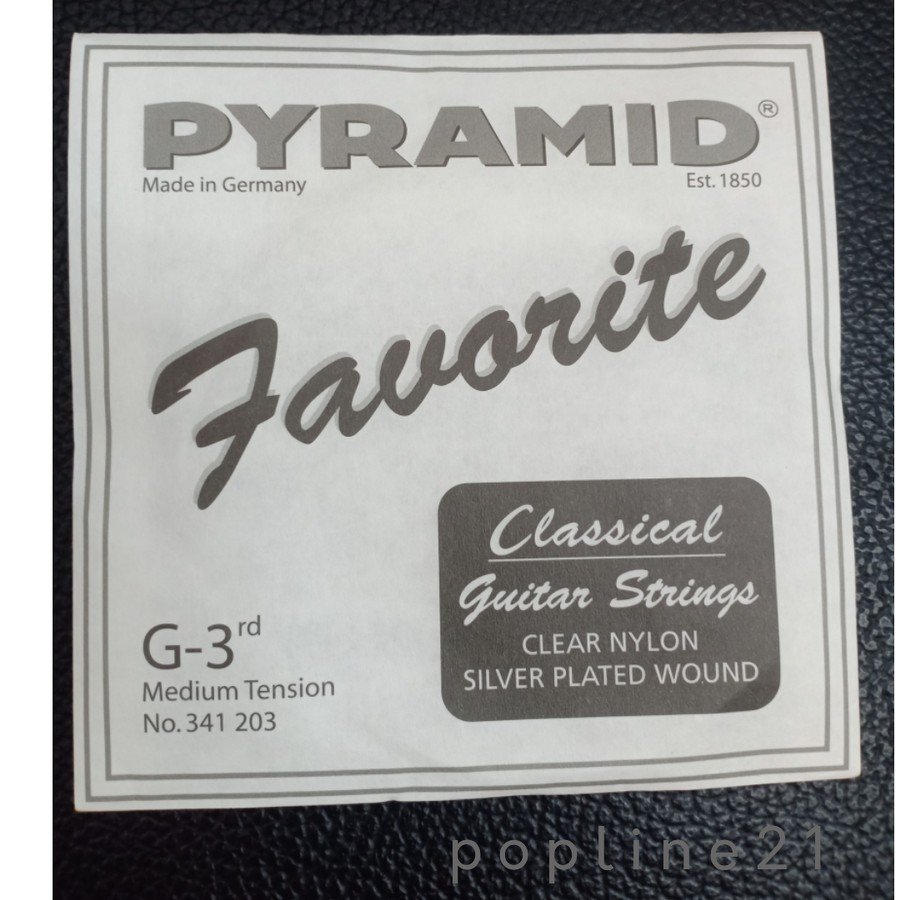 PYRAMID®
Made in Germany Est. 1850
Favorite
Classical
Guitar Strings
CLEAR NYLON
SILVER PLATED WOUND
G-3rd
Medium Tension
No. 341 203
popline21